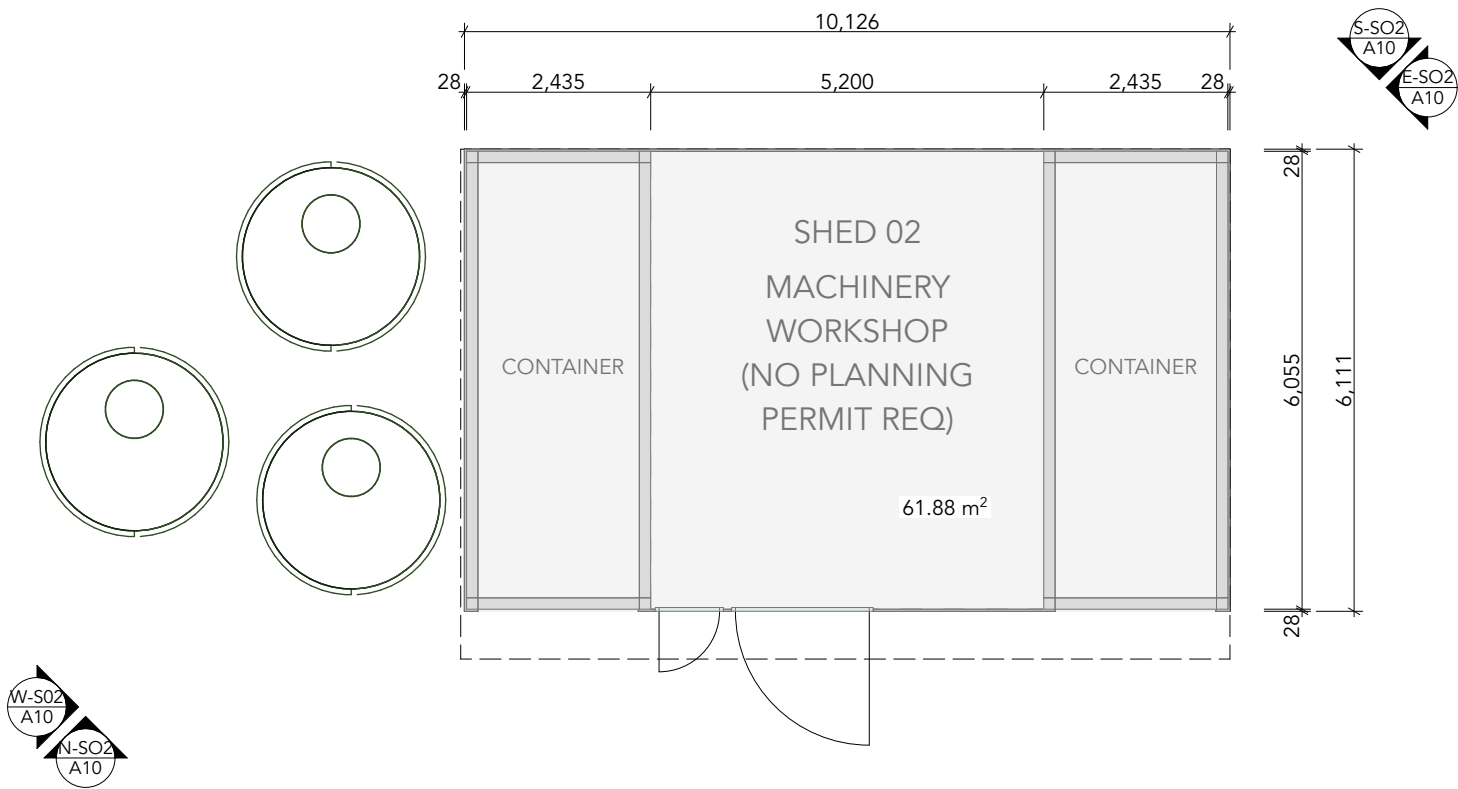 10,126
28
2,435
5,200
2,435
28
S-SO2
A10
E-SO2
A10
SHED 02
MACHINERY
WORKSHOP
(NO PLANNING
PERMIT REQ)
CONTAINER
CONTAINER
61.88 m²
28
6,055
28
6,111
W-S02
A10
N-SO2
A10